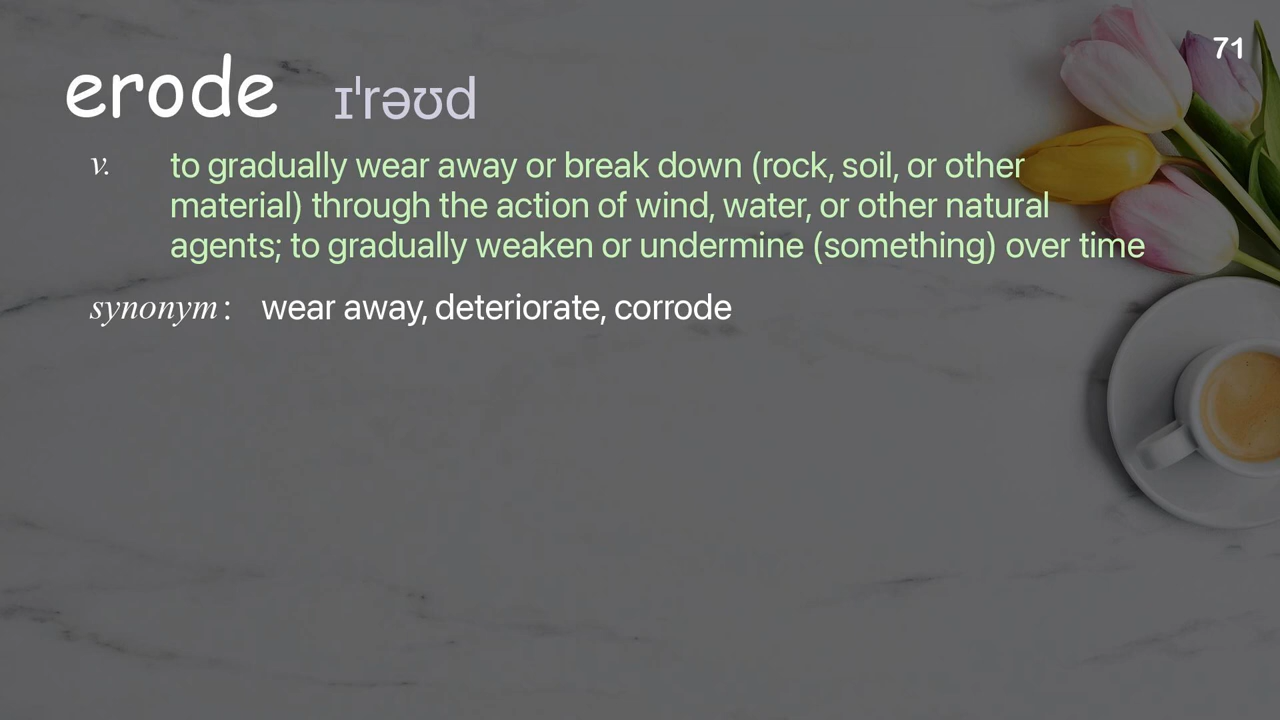 71
erode ɪˈrəʊd
v. to gradually wear away or break down (rock, soil, or other
material) through the action of wind, water, or other natural
agents; to gradually weaken or undermine (something) over time
synonym: wear away, deteriorate, corrode